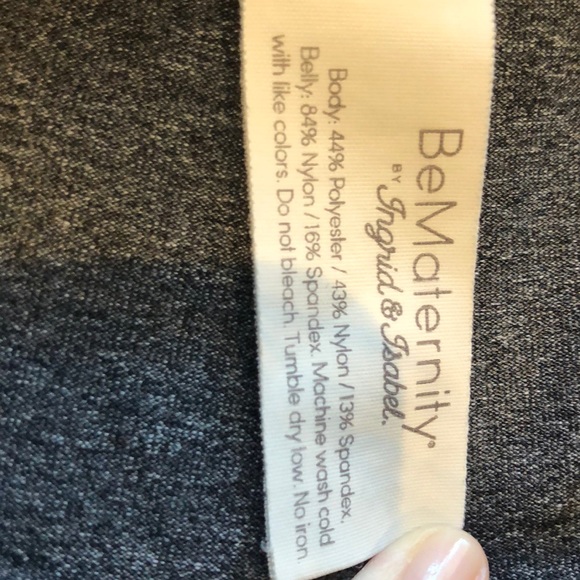 BeMaternity®
BY Ingrid & Isabel.
Body: 44% Polyester / 43% Nylon / 13% Spandex.
Belly: 84% Nylon / 16% Spandex. Machine wash cold
with like colors. Do not bleach. Tumble dry low. No iron.